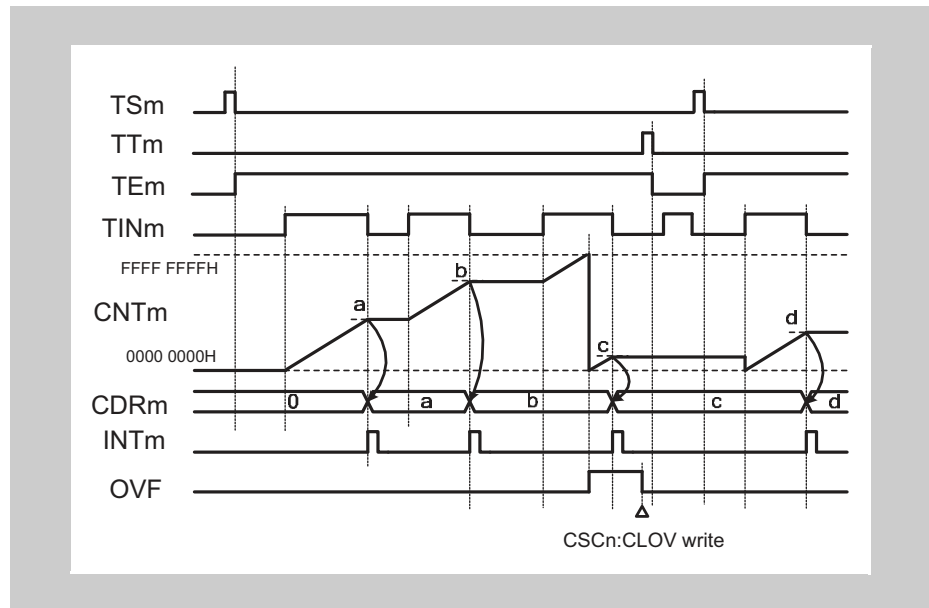 TSm
TTm
TEm
TINm
FFFF FFFFH
CNTm
0000 0000H
a
b
c
d
CDRm
0 a b c d
INTm
OVF
CSCn:CLOV write